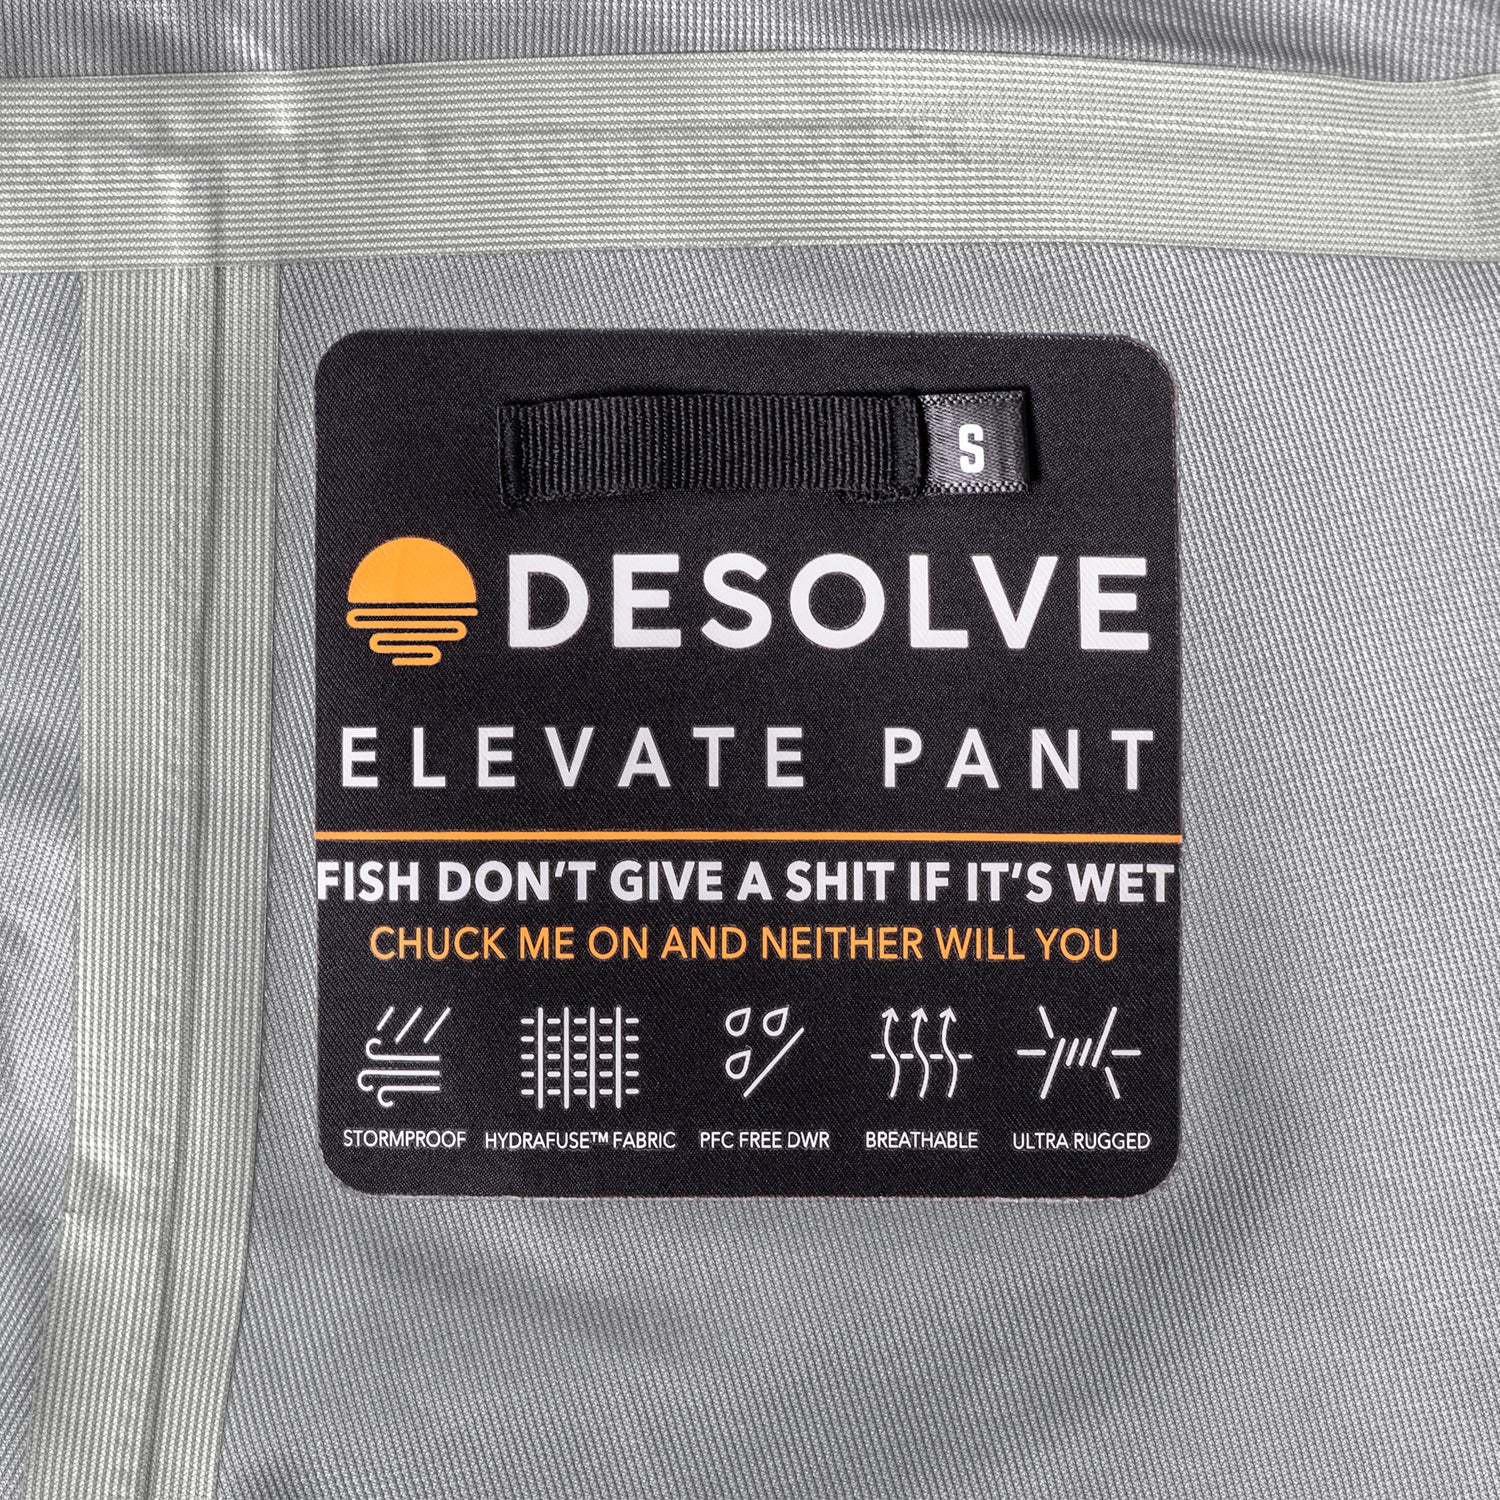 S
DESOLVE
ELEVATE PANT
FISH DON'T GIVE A SHIT IF IT'S WET
CHUCK ME ON AND NEITHER WILL YOU
STORMPROOF HYDRAFUSE™ FABRIC PFC FREE DWR BREATHABLE ULTRA RUGGED